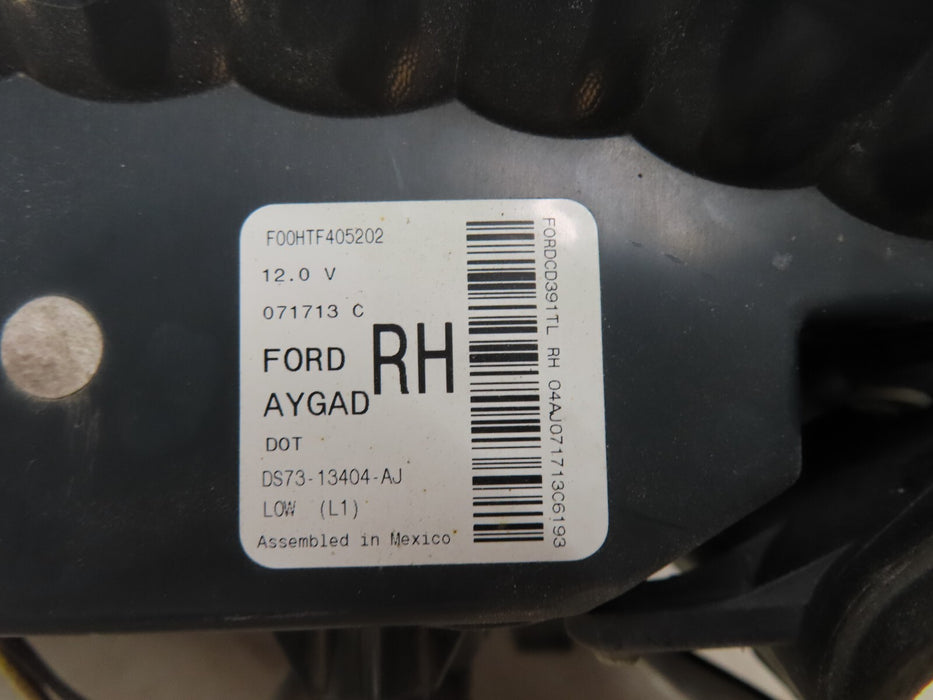 F00HTF405202
12.0 V
071713 C
FORD
RH
AYGAD
DOT
DS73-13404-AJ
LOW (L1)
Assembled in Mexico
FORDCD391TL RH 04AJ071713C6193